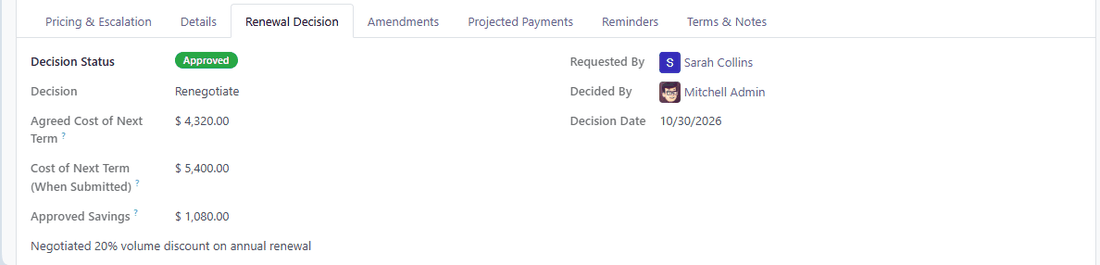 Pricing & Escalation Details Renewal Decision Amendments Projected Payments Reminders Terms & Notes
Decision Status Approved
Decision Renegotiate
Agreed Cost of Next
Term ? $ 4,320.00
Cost of Next Term
(When Submitted) ? $ 5,400.00
Approved Savings ? $ 1,080.00
Negotiated 20% volume discount on annual renewal
Requested By S Sarah Collins
Decided By Mitchell Admin
Decision Date 10/30/2026